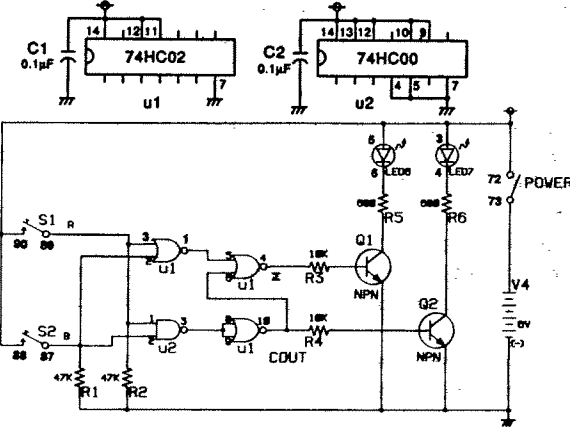 14 12 11
C1
0.1µF
74HC02
7
u1
14 13 12 10 9
C2
0.1µF
74HC00
4 5 7
u2
5
LED6
6
3
LED7
4
72
POWER
73
R5
R6
S1 A
90 89
3 1
2
u1
5 4
6
u1
Z
10K
R3
Q1
NPN
V4
6V
(-)
S2 B
88 87
1 3
2
u2
8 10
9
u1
COUT
10K
R4
Q2
NPN
47K
R1
47K
R2